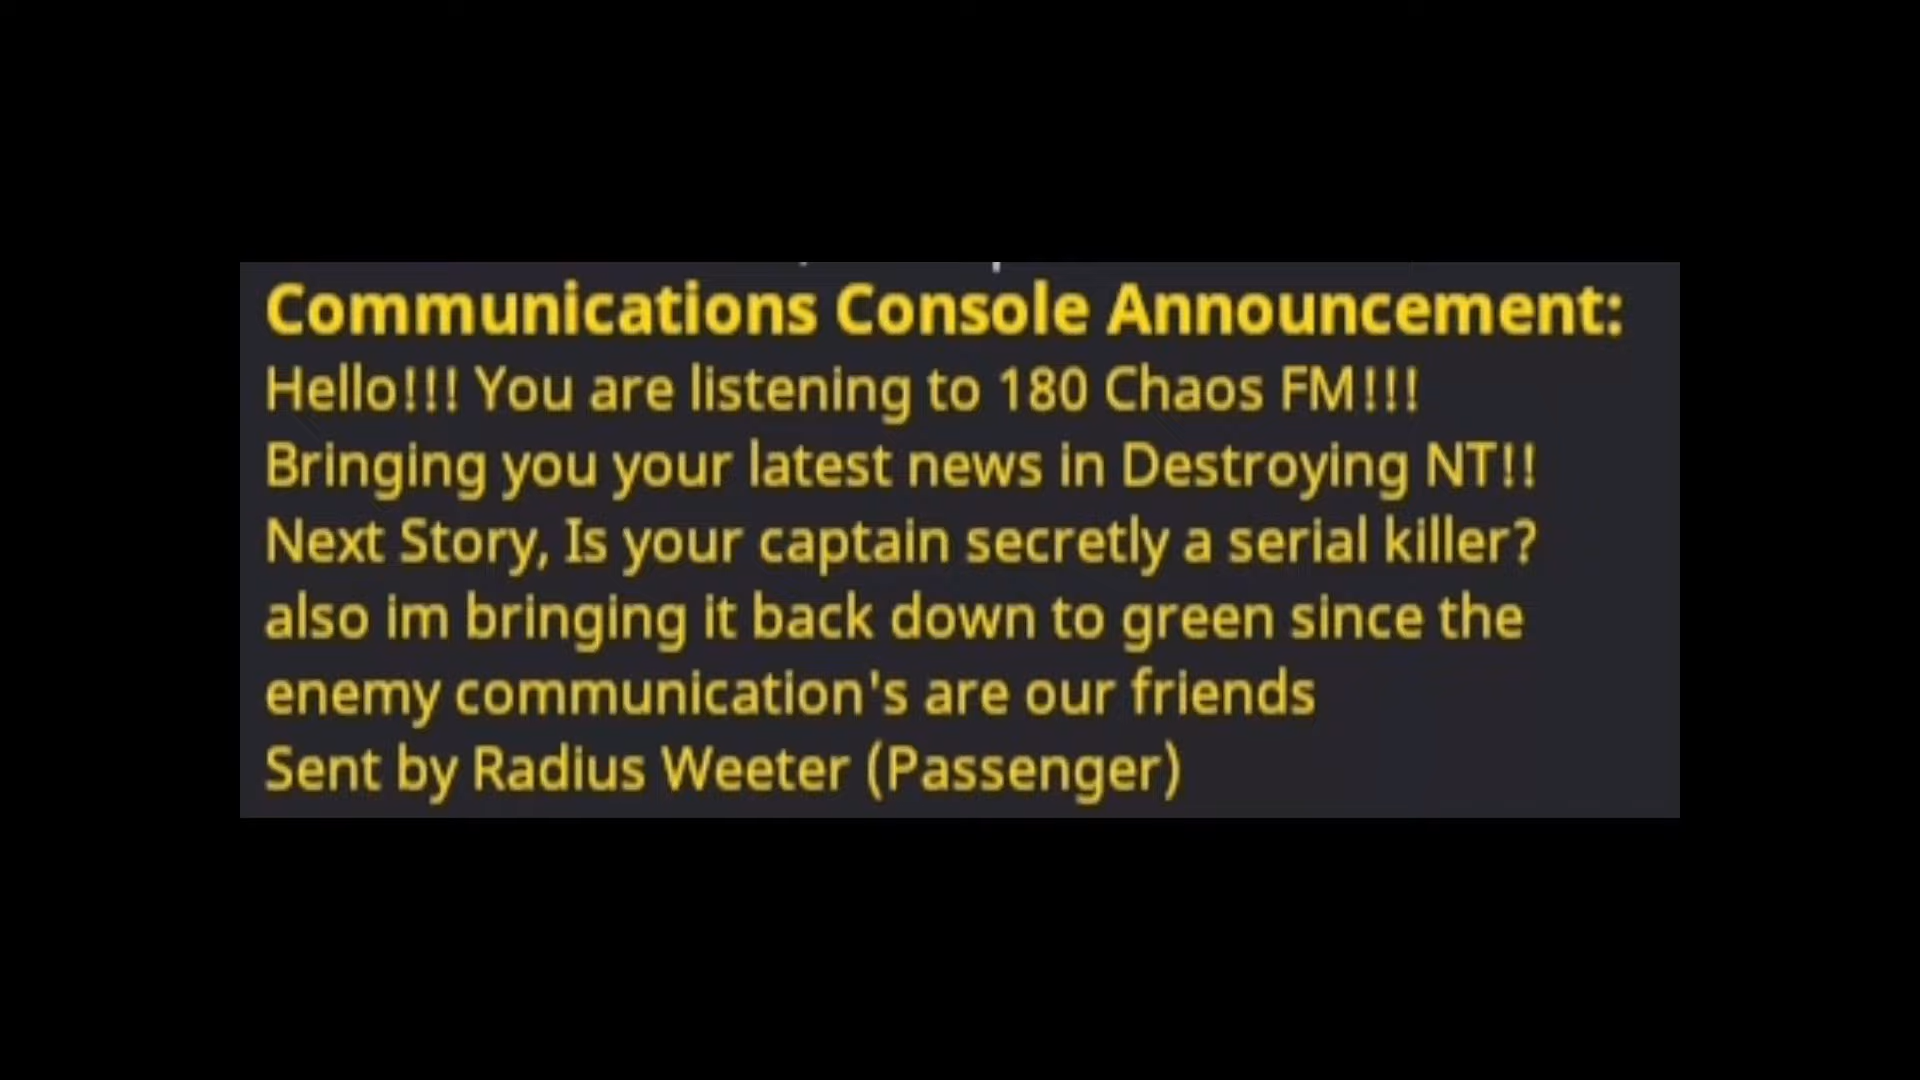 Communications Console Announcement:
Hello!!! You are listening to 180 Chaos FM!!!
Bringing you your latest news in Destroying NT!!
Next Story, Is your captain secretly a serial killer?
also im bringing it back down to green since the
enemy communication's are our friends
Sent by Radius Weeter (Passenger)